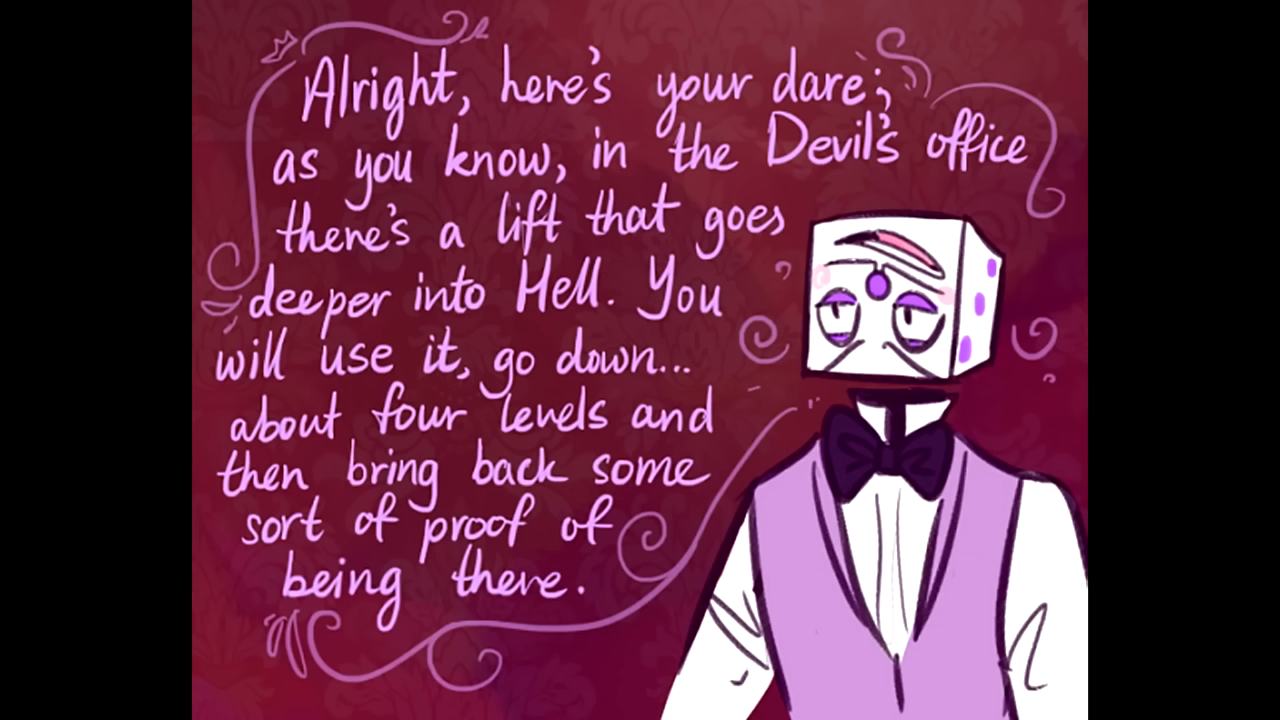 Alright, here's your dare;
as you know, in the Devil's office
there's a lift that goes
deeper into Hell. You
will use it, go down...
about four levels and
then bring back some
sort of proof of
being there.